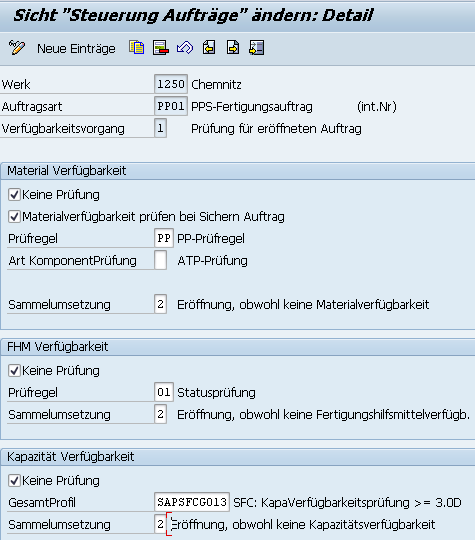 Sicht "Steuerung Aufträge" ändern: Detail
Neue Einträge
Werk 1250 Chemnitz
Auftragsart PP01 PPS-Fertigungsauftrag (int.Nr)
Verfügbarkeitsvorgang 1 Prüfung für eröffneten Auftrag
Material Verfügbarkeit
Keine Prüfung
Materialverfügbarkeit prüfen bei Sichern Auftrag
Prüfregel PP PP-Prüfregel
Art KomponentPrüfung ATP-Prüfung
Sammelumsetzung 2 Eröffnung, obwohl keine Materialverfügbarkeit
FHM Verfügbarkeit
Keine Prüfung
Prüfregel 01 Statusprüfung
Sammelumsetzung 2 Eröffnung, obwohl keine Fertigungshilfsmittelverfügb.
Kapazität Verfügbarkeit
Keine Prüfung
GesamtProfil SAPSFCG013 SFC: KapaVerfügbarkeitsprüfung >= 3.0D
Sammelumsetzung 2 Eröffnung, obwohl keine Kapazitätsverfügbarkeit